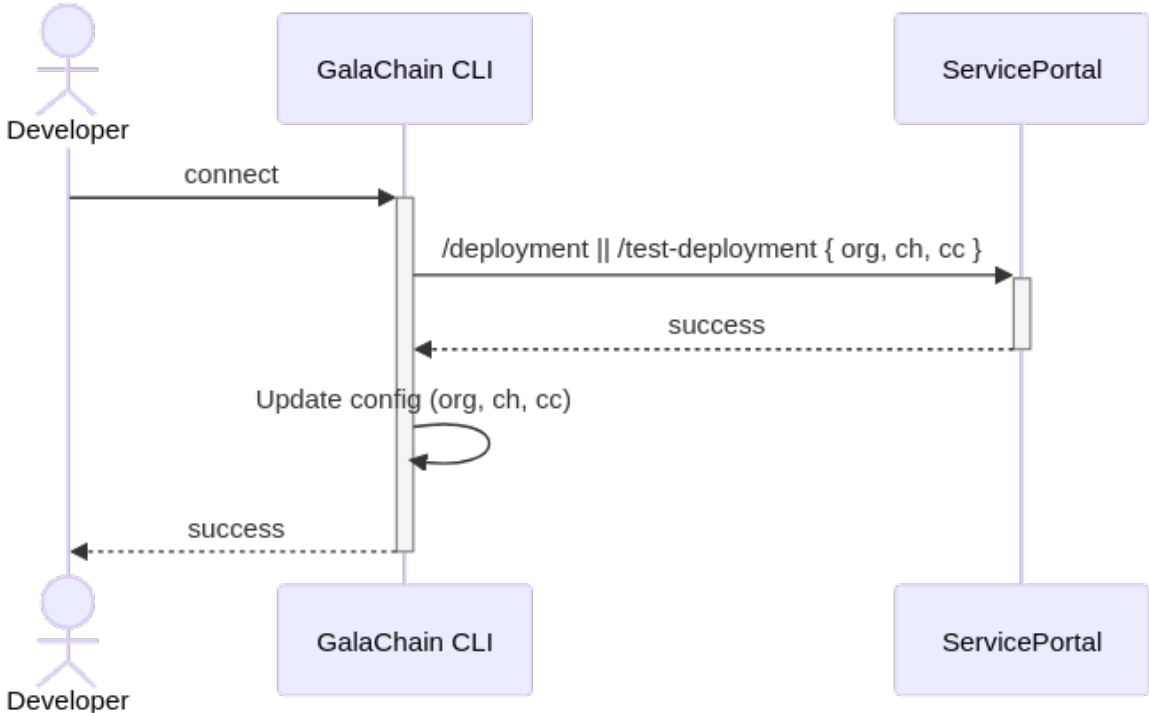 GalaChain CLI
ServicePortal
Developer
connect
/deployment || /test-deployment { org, ch, cc }
success
Update config (org, ch, cc)
success
GalaChain CLI
ServicePortal
Developer